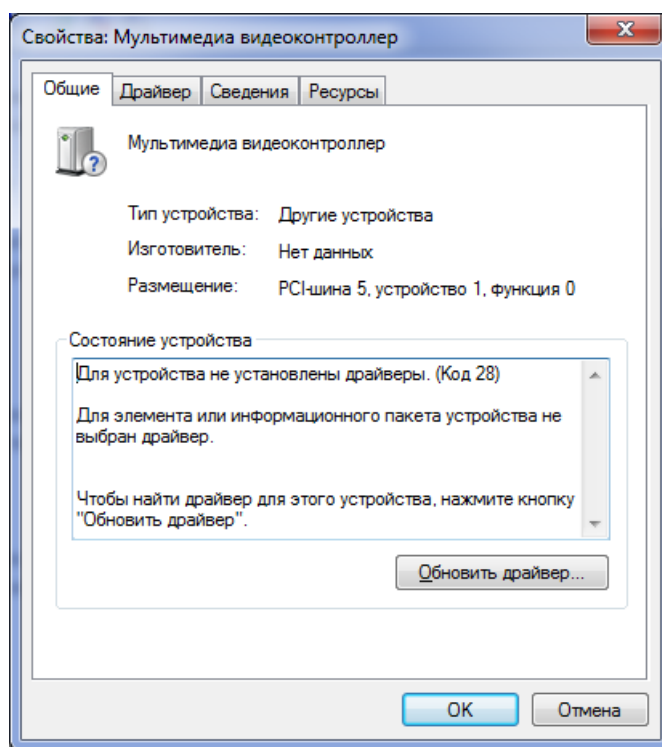 Свойства: Мультимедиа видеоконтроллер
Общие
Драйвер
Сведения
Ресурсы
Мультимедиа видеоконтроллер
Тип устройства: Другие устройства
Изготовитель: Нет данных
Размещение: PCI-шина 5, устройство 1, функция 0
Состояние устройства
Для устройства не установлены драйверы. (Код 28)
Для элемента или информационного пакета устройства не
выбран драйвер.
Чтобы найти драйвер для этого устройства, нажмите кнопку
"Обновить драйвер".
Обновить драйвер...
OK
Отмена